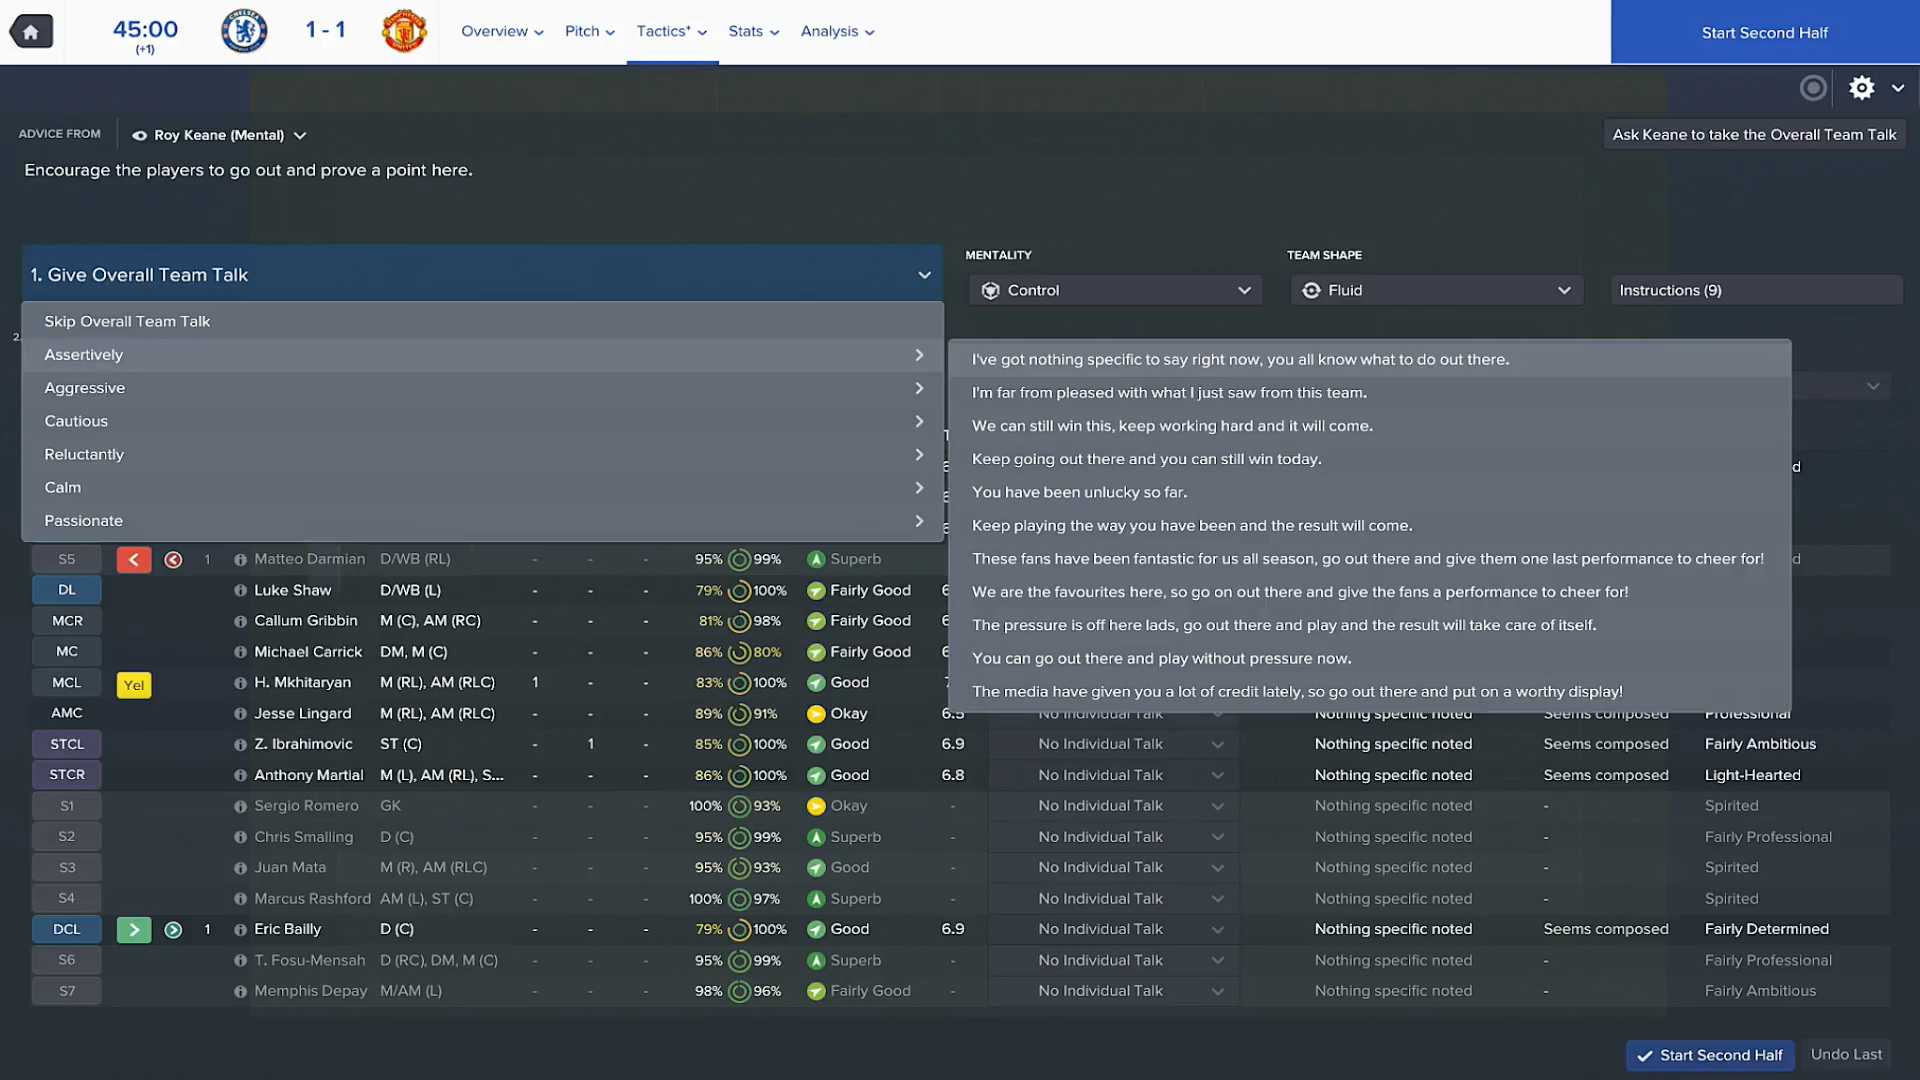 45:00
(+1)
1 - 1
Overview
Pitch
Tactics*
Stats
Analysis
Start Second Half
ADVICE FROM
Roy Keane (Mental)
Ask Keane to take the Overall Team Talk
Encourage the players to go out and prove a point here.
MENTALITY
TEAM SHAPE
1. Give Overall Team Talk
Control
Fluid
Instructions (9)
Skip Overall Team Talk
Assertively
Aggressive
Cautious
Reluctantly
Calm
Passionate
I've got nothing specific to say right now, you all know what to do out there.
I'm far from pleased with what I just saw from this team.
We can still win this, keep working hard and it will come.
Keep going out there and you can still win today.
You have been unlucky so far.
Keep playing the way you have been and the result will come.
These fans have been fantastic for us all season, go out there and give them one last performance to cheer for!
We are the favourites here, so go on out there and give the fans a performance to cheer for!
The pressure is off here lads, go out there and play and the result will take care of itself.
You can go out there and play without pressure now.
The media have given you a lot of credit lately, so go out there and put on a worthy display!
S5 1 Matteo Darmian D/WB (RL) - - - 95% 99% Superb
DL Luke Shaw D/WB (L) - - - 79% 100% Fairly Good
MCR Callum Gribbin M (C), AM (RC) - - - 81% 98% Fairly Good
MC Michael Carrick DM, M (C) - - - 86% 80% Fairly Good
MCL Yel H. Mkhitaryan M (RL), AM (RLC) 1 - - 83% 100% Good
AMC Jesse Lingard M (RL), AM (RLC) - - - 89% 91% Okay 6.5 No Individual Talk Nothing specific noted Seems composed Professional
STCL Z. Ibrahimovic ST (C) - 1 - 85% 100% Good 6.9 No Individual Talk Nothing specific noted Seems composed Fairly Ambitious
STCR Anthony Martial M (L), AM (RL), S... - - - 86% 100% Good 6.8 No Individual Talk Nothing specific noted Seems composed Light-Hearted
S1 Sergio Romero GK - - - 100% 93% Okay - No Individual Talk Nothing specific noted - Spirited
S2 Chris Smalling D (C) - - - 95% 99% Superb - No Individual Talk Nothing specific noted - Fairly Professional
S3 Juan Mata M (R), AM (RLC) - - - 95% 93% Good - No Individual Talk Nothing specific noted - Spirited
S4 Marcus Rashford AM (L), ST (C) - - - 100% 97% Superb - No Individual Talk Nothing specific noted - Spirited
DCL 1 Eric Bailly D (C) - - - 79% 100% Good 6.9 No Individual Talk Nothing specific noted Seems composed Fairly Determined
S6 T. Fosu-Mensah D (RC), DM, M (C) - - - 95% 99% Superb - No Individual Talk Nothing specific noted - Fairly Professional
S7 Memphis Depay M/AM (L) - - - 98% 96% Fairly Good - No Individual Talk Nothing specific noted - Fairly Ambitious
Start Second Half
Undo Last